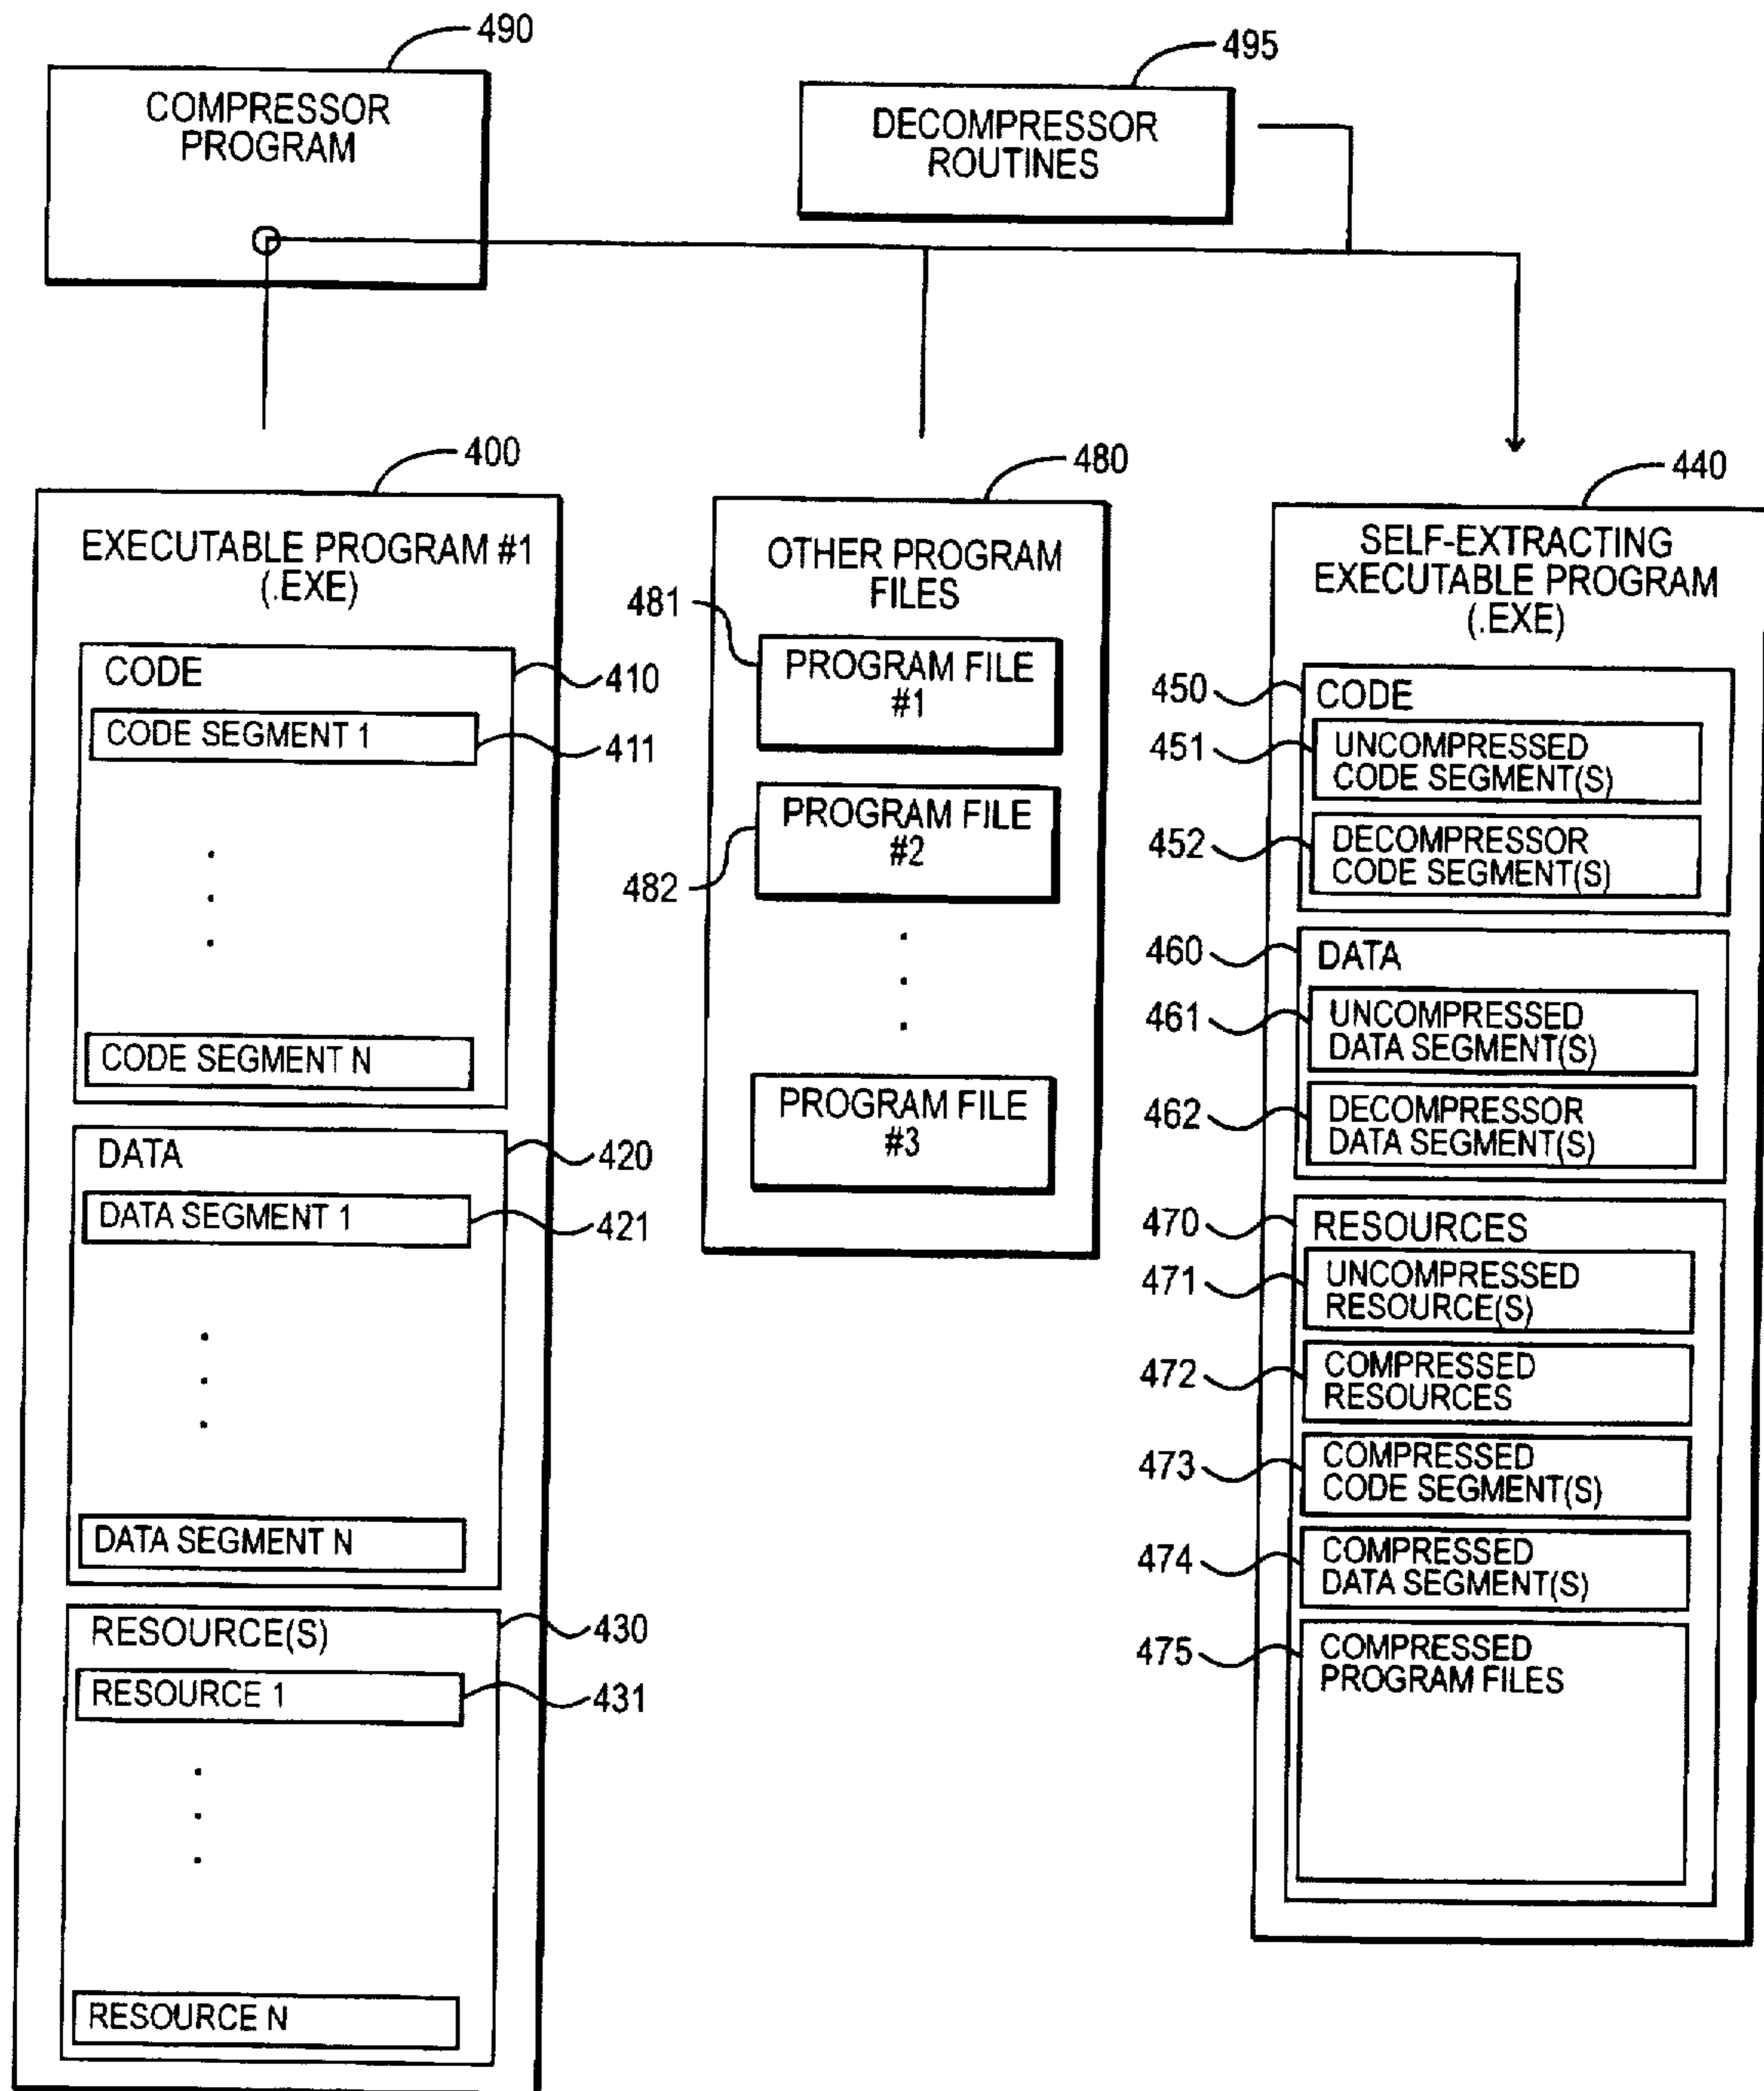 490
COMPRESSOR
PROGRAM
495
DECOMPRESSOR
ROUTINES
400
EXECUTABLE PROGRAM #1
(.EXE)
CODE
410
CODE SEGMENT 1
411
.
.
.
CODE SEGMENT N
DATA
420
DATA SEGMENT 1
421
.
.
.
DATA SEGMENT N
RESOURCE(S)
430
RESOURCE 1
431
.
.
.
RESOURCE N
480
OTHER PROGRAM
FILES
481
PROGRAM FILE
#1
PROGRAM FILE
#2
482
.
.
.
PROGRAM FILE
#3
440
SELF-EXTRACTING
EXECUTABLE PROGRAM
(.EXE)
450
CODE
451
UNCOMPRESSED
CODE SEGMENT(S)
452
DECOMPRESSOR
CODE SEGMENT(S)
460
DATA
461
UNCOMPRESSED
DATA SEGMENT(S)
462
DECOMPRESSOR
DATA SEGMENT(S)
470
RESOURCES
471
UNCOMPRESSED
RESOURCE(S)
472
COMPRESSED
RESOURCES
473
COMPRESSED
CODE SEGMENT(S)
474
COMPRESSED
DATA SEGMENT(S)
475
COMPRESSED
PROGRAM FILES